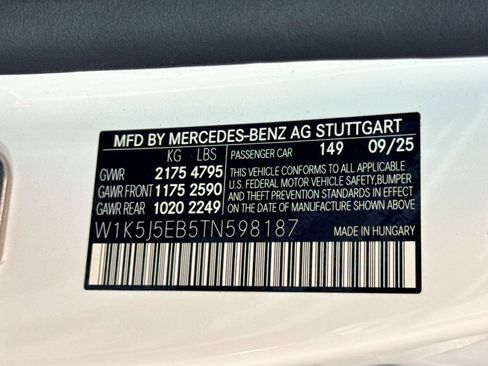 MFD BY MERCEDES-BENZ AG STUTTGART
KG LBS PASSENGER CAR 149 09/25
GVWR 2175 4795
GAWR FRONT 1175 2590
GAWR REAR 1020 2249
THIS VEHICLE CONFORMS TO ALL APPLICABLE
U.S. FEDERAL MOTOR VEHICLE SAFETY, BUMPER
AND THEFT PREVENTION STANDARDS IN EFFECT
ON THE DATE OF MANUFACTURE SHOWN ABOVE.
W1K5J5EB5TN598187 MADE IN HUNGARY